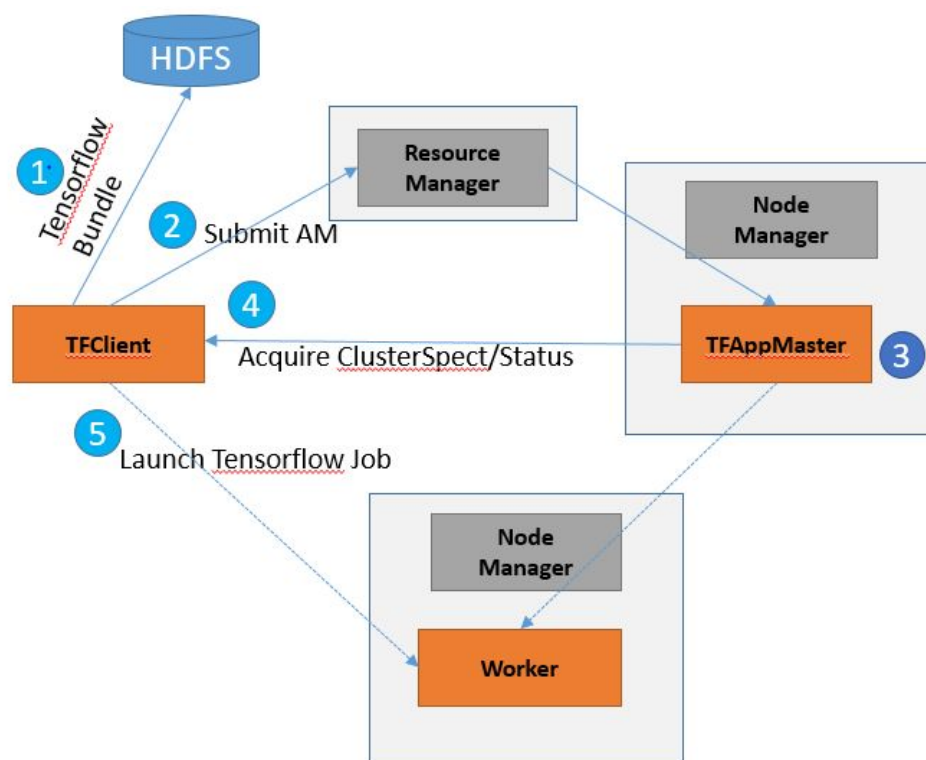 HDFS
1
Tensorflow
Bundle
Resource
Manager
2
Submit AM
Node
Manager
4
TFClient
Acquire ClusterSpect/Status
TFAppMaster
3
5
Launch Tensorflow Job
Node
Manager
Worker